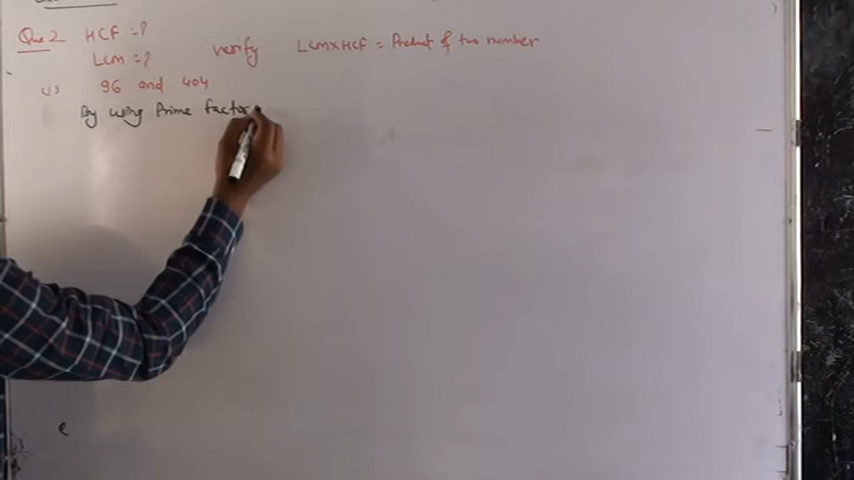 Que 2 HCF = ?
Lcm = ? verify LCM×HCF = Product of two number
(i) 96 and 404
By using Prime factor